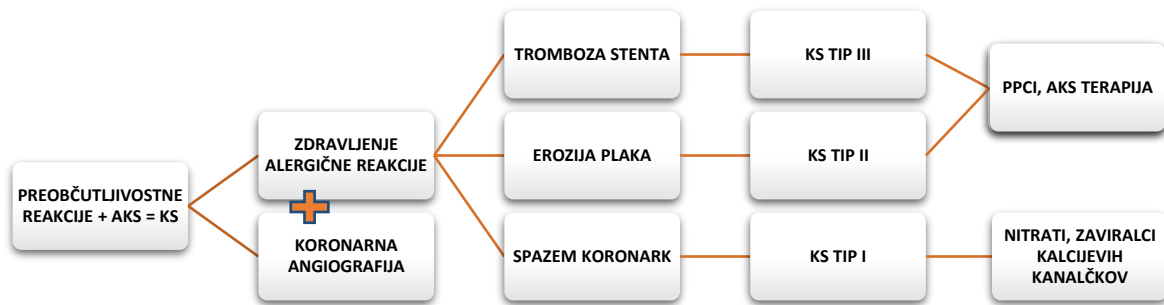 PREOBČUTLJIVOSTNE
REAKCIJE + AKS = KS
ZDRAVLJENJE
ALERGIČNE REAKCIJE
KORONARNA
ANGIOGRAFIJA
TROMBOZA STENTA
KS TIP III
EROZIJA PLAKA
KS TIP II
PPCI, AKS TERAPIJA
SPAZEM KORONARK
KS TIP I
NITRATI, ZAVIRALCI
KALCIJEVIH
KANALČKOV